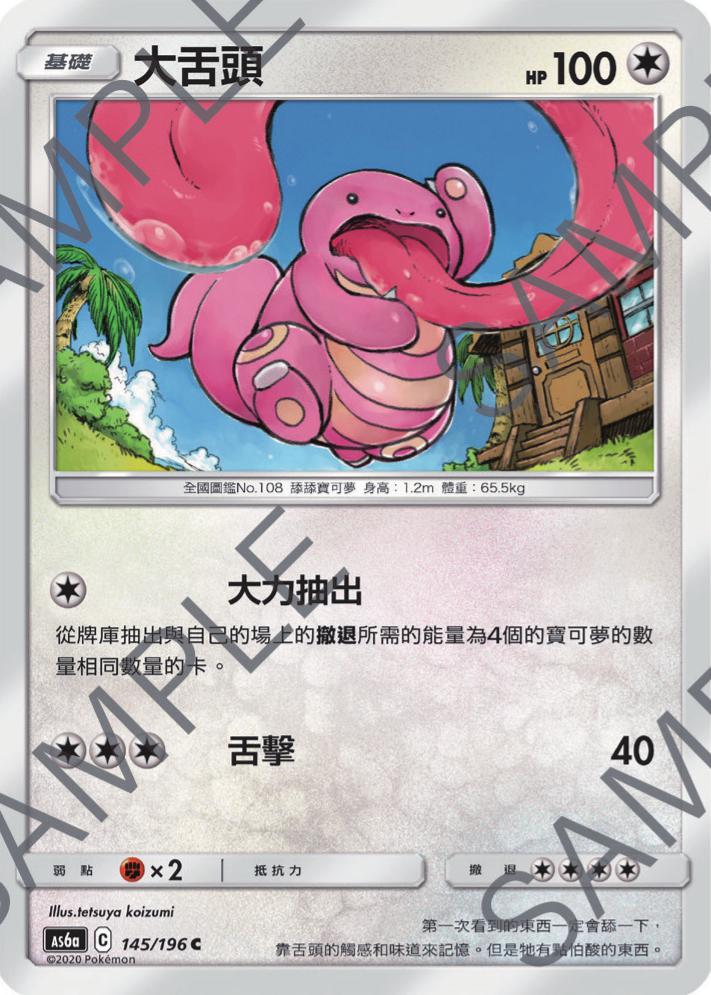 基礎 大舌頭 HP 100
全國圖鑑No.108 舔舔寶可夢 身高：1.2m 體重：65.5kg
大力抽出
從牌庫抽出與自己的場上的撤退所需的能量為4個的寶可夢的數
量相同數量的卡。
舌擊 40
弱點 ×2 抵抗力 撤退
Illus.tetsuya koizumi
第一次看到的東西一定會舔一下，
AS6a C 145/196 C
靠舌頭的觸感和味道來記憶。但是牠有點怕酸的東西。
©2020 Pokémon
SAMPLE
SAMPLE
SAMPLE
SAMPLE
SAMPLE
SAMPLE